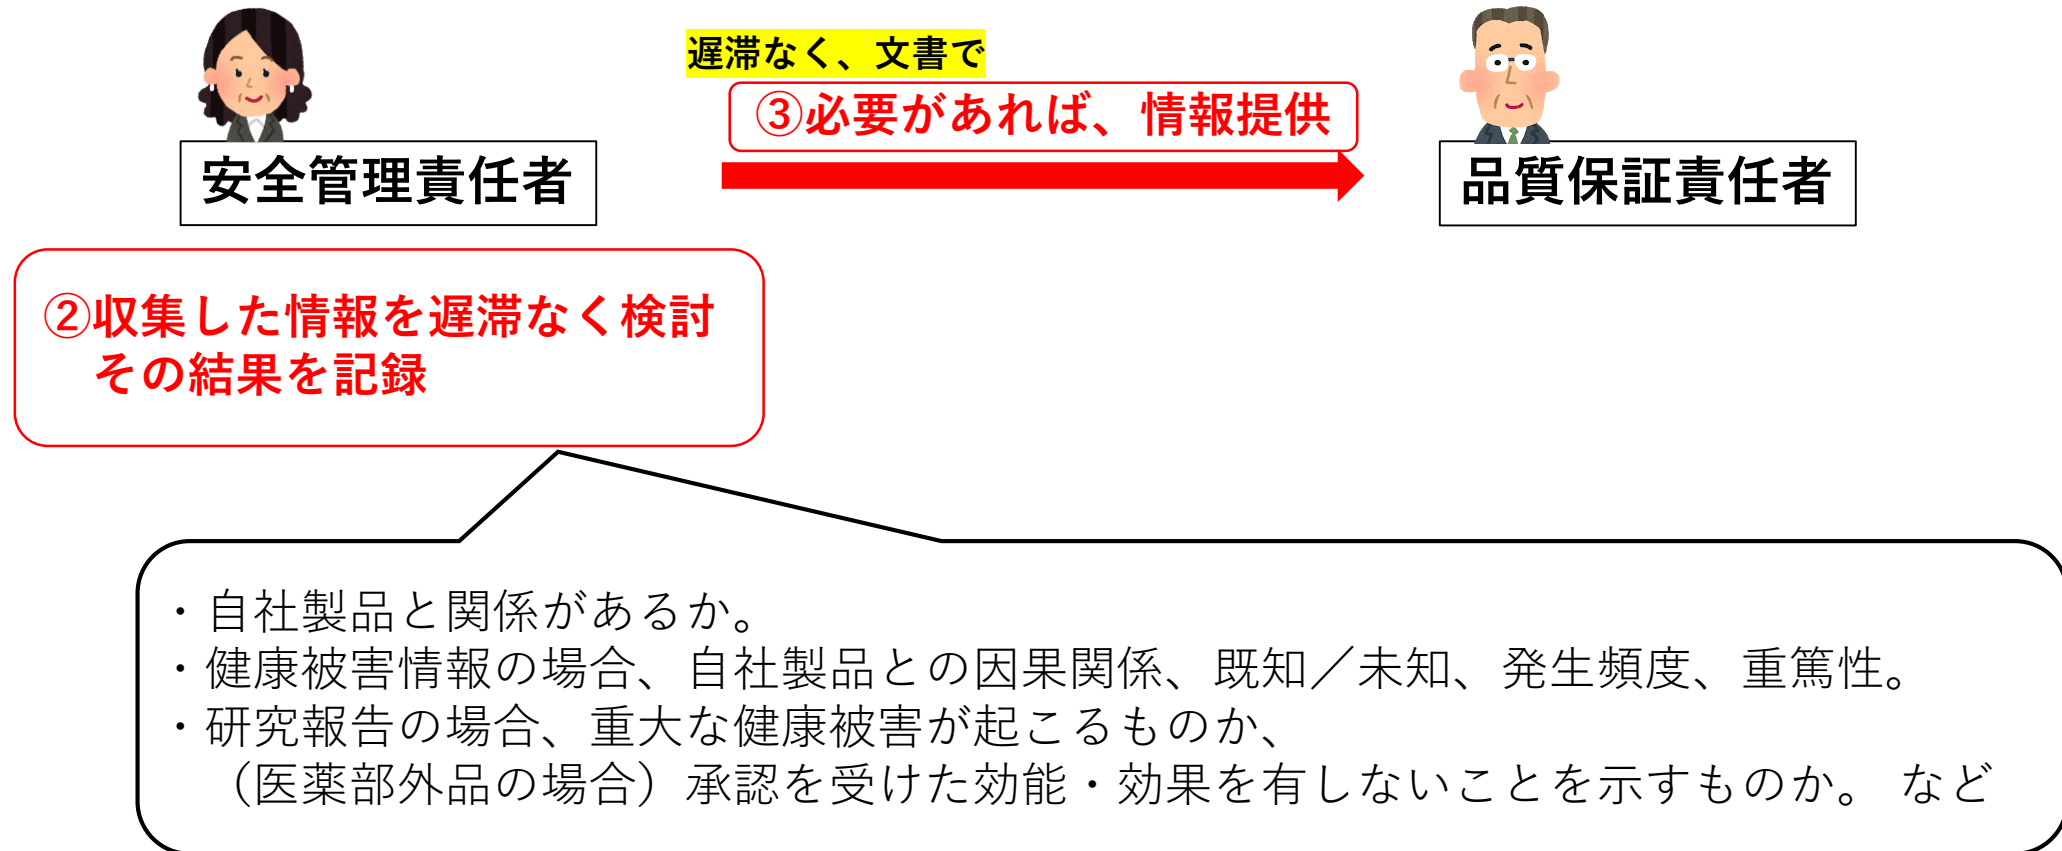 遅滞なく、文書で
③必要があれば、情報提供
安全管理責任者
品質保証責任者
②収集した情報を遅滞なく検討
その結果を記録
・自社製品と関係があるか。
・健康被害情報の場合、自社製品との因果関係、既知／未知、発生頻度、重篤性。
・研究報告の場合、重大な健康被害が起こるものか、
（医薬部外品の場合）承認を受けた効能・効果を有しないことを示すものか。 など